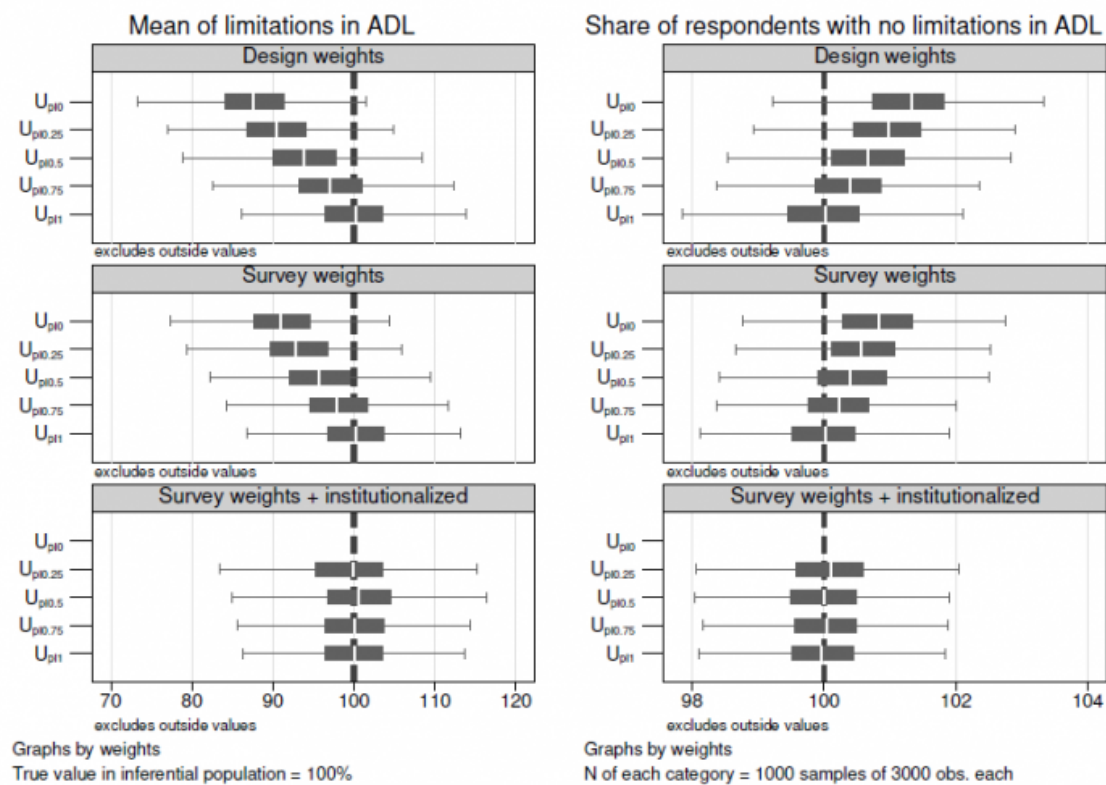 Mean of limitations in ADL
Design weights
Upl0
Upl0.25
Upl0.5
Upl0.75
Upl1
excludes outside values
Survey weights
Upl0
Upl0.25
Upl0.5
Upl0.75
Upl1
excludes outside values
Survey weights + institutionalized
Upl0
Upl0.25
Upl0.5
Upl0.75
Upl1
70 80 90 100 110 120
excludes outside values
Graphs by weights
True value in inferential population = 100%
Share of respondents with no limitations in ADL
Design weights
Upl0
Upl0.25
Upl0.5
Upl0.75
Upl1
excludes outside values
Survey weights
Upl0
Upl0.25
Upl0.5
Upl0.75
Upl1
excludes outside values
Survey weights + institutionalized
Upl0
Upl0.25
Upl0.5
Upl0.75
Upl1
98 100 102 104
excludes outside values
Graphs by weights
N of each category = 1000 samples of 3000 obs. each